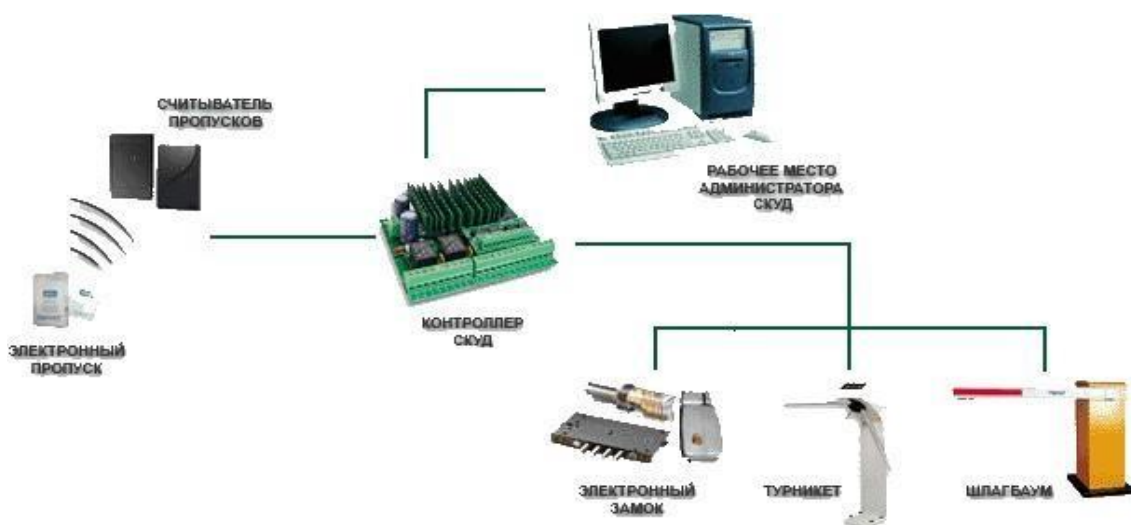 СЧИТЫВАТЕЛЬ
ПРОПУСКОВ
РАБОЧЕЕ МЕСТО
АДМИНИСТРАТОРА
СКУД
КОНТРОЛЛЕР
СКУД
ЭЛЕКТРОННЫЙ
ПРОПУСК
ЭЛЕКТРОННЫЙ
ЗАМОК
ТУРНИКЕТ
ШЛАГБАУМ